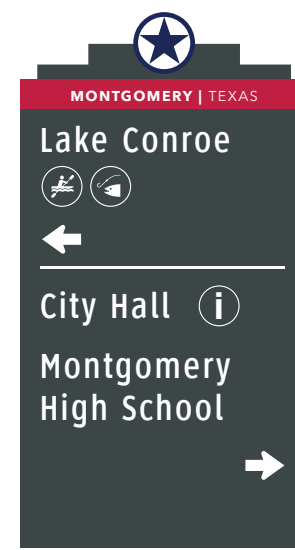 MONTGOMERY | TEXAS
Lake Conroe
City Hall i
Montgomery
High School